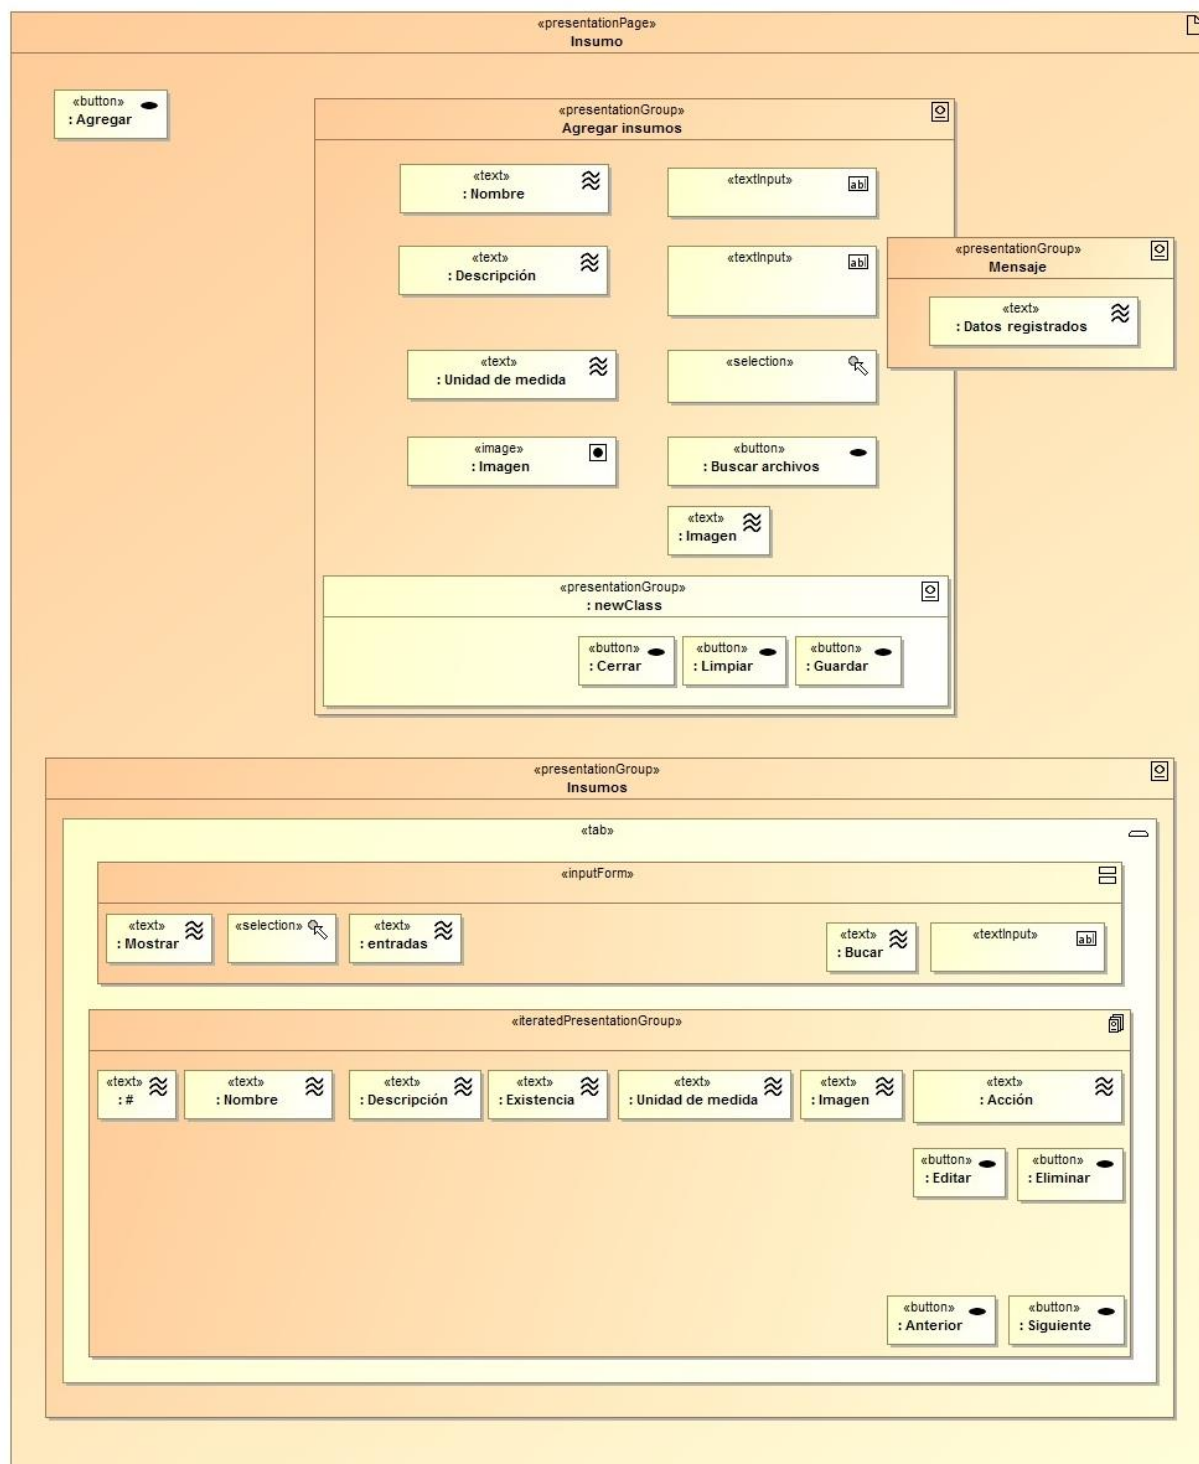 «presentationPage»
Insumo
«button»
: Agregar
«presentationGroup»
Agregar insumos
«text»
: Nombre
«textInput»
abl
«text»
: Descripción
«textInput»
abl
«presentationGroup»
Mensaje
«text»
: Datos registrados
«text»
: Unidad de medida
«selection»
«image»
: Imagen
«button»
: Buscar archivos
«text»
: Imagen
«presentationGroup»
: newClass
«button»
: Cerrar
«button»
: Limpiar
«button»
: Guardar
«presentationGroup»
Insumos
«tab»
«inputForm»
«text»
: Mostrar
«selection»
«text»
: entradas
«text»
: Bucar
«textInput»
abl
«iteratedPresentationGroup»
«text»
: #
«text»
: Nombre
«text»
: Descripción
«text»
: Existencia
«text»
: Unidad de medida
«text»
: Imagen
«text»
: Acción
«button»
: Editar
«button»
: Eliminar
«button»
: Anterior
«button»
: Siguiente